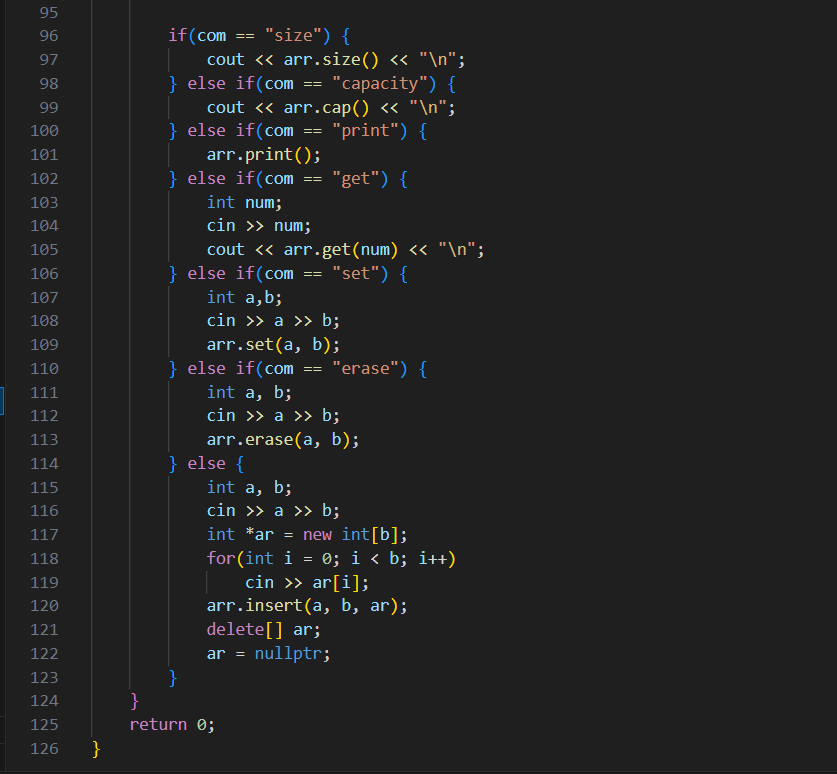 95
96 if(com == "size") {
97 cout << arr.size() << "\n";
98 } else if(com == "capacity") {
99 cout << arr.cap() << "\n";
100 } else if(com == "print") {
101 arr.print();
102 } else if(com == "get") {
103 int num;
104 cin >> num;
105 cout << arr.get(num) << "\n";
106 } else if(com == "set") {
107 int a,b;
108 cin >> a >> b;
109 arr.set(a, b);
110 } else if(com == "erase") {
111 int a, b;
112 cin >> a >> b;
113 arr.erase(a, b);
114 } else {
115 int a, b;
116 cin >> a >> b;
117 int *ar = new int[b];
118 for(int i = 0; i < b; i++)
119 cin >> ar[i];
120 arr.insert(a, b, ar);
121 delete[] ar;
122 ar = nullptr;
123 }
124 }
125 return 0;
126 }